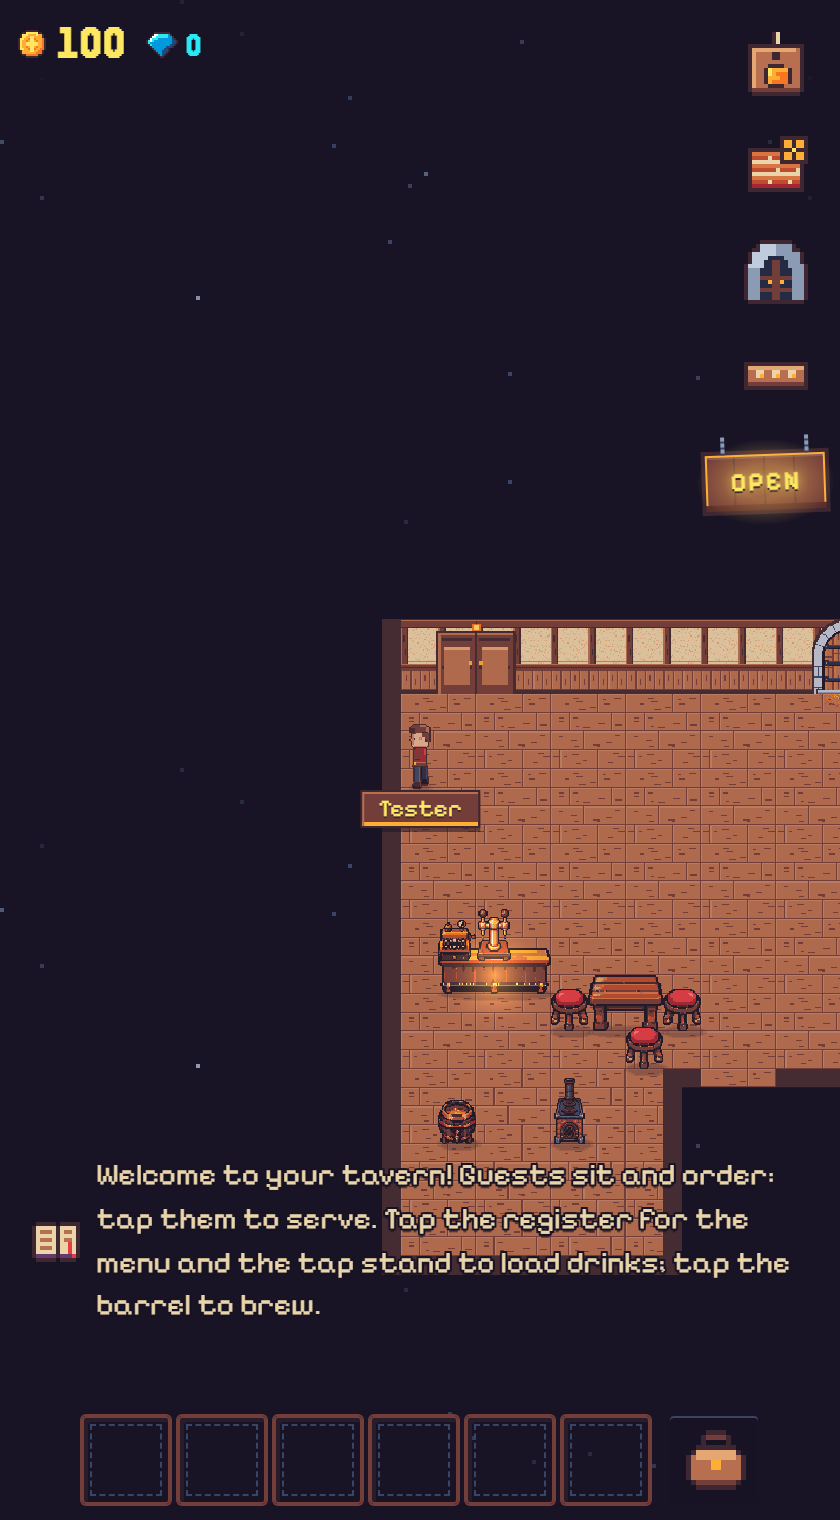 100 0
OPEN
Tester
Welcome to your tavern! Guests sit and order:
tap them to serve. Tap the register for the
menu and the tap stand to load drinks; tap the
barrel to brew.